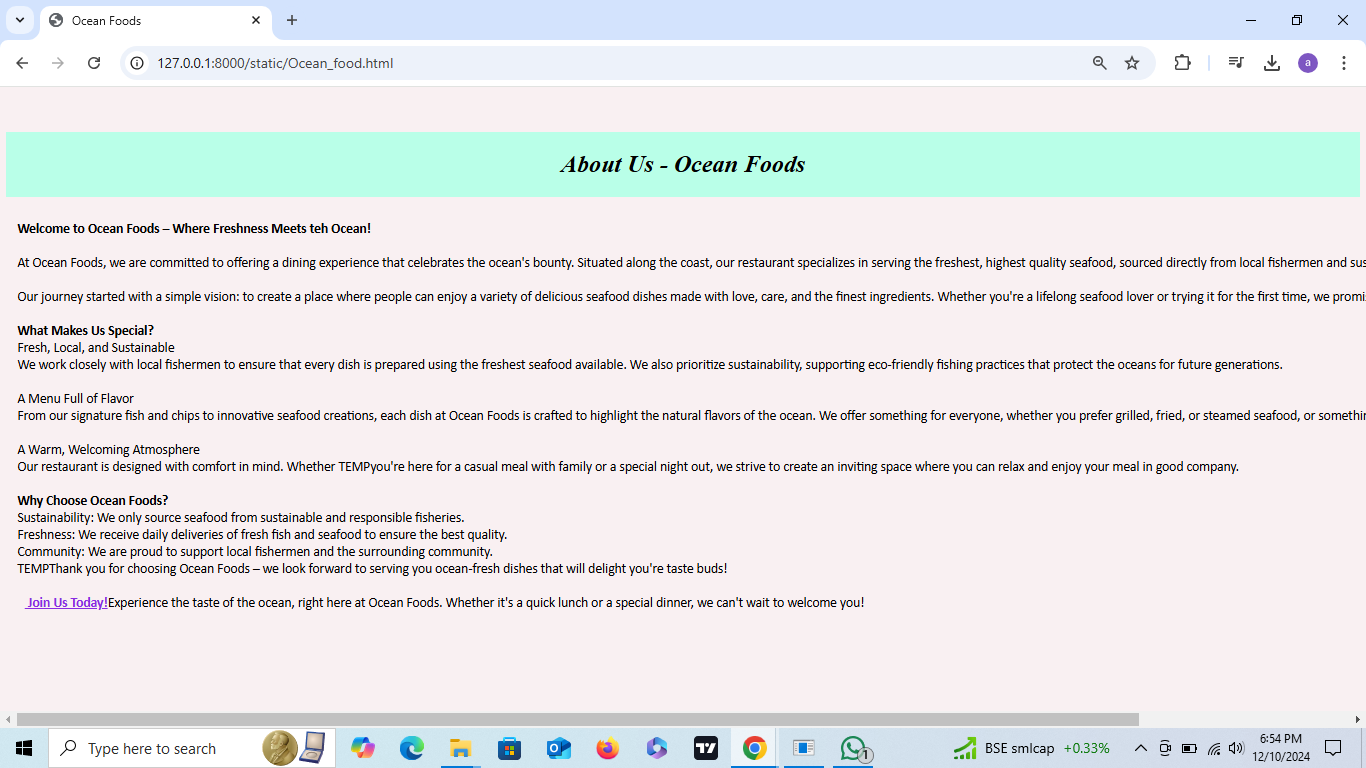 Ocean Foods
127.0.0.1:8000/static/Ocean_food.html
a
About Us - Ocean Foods
Welcome to Ocean Foods – Where Freshness Meets teh Ocean!
At Ocean Foods, we are committed to offering a dining experience that celebrates the ocean's bounty. Situated along the coast, our restaurant specializes in serving the freshest, highest quality seafood, sourced directly from local fishermen and sus
Our journey started with a simple vision: to create a place where people can enjoy a variety of delicious seafood dishes made with love, care, and the finest ingredients. Whether you're a lifelong seafood lover or trying it for the first time, we promi
What Makes Us Special?
Fresh, Local, and Sustainable
We work closely with local fishermen to ensure that every dish is prepared using the freshest seafood available. We also prioritize sustainability, supporting eco-friendly fishing practices that protect the oceans for future generations.
A Menu Full of Flavor
From our signature fish and chips to innovative seafood creations, each dish at Ocean Foods is crafted to highlight the natural flavors of the ocean. We offer something for everyone, whether you prefer grilled, fried, or steamed seafood, or somethin
A Warm, Welcoming Atmosphere
Our restaurant is designed with comfort in mind. Whether TEMPyou're here for a casual meal with family or a special night out, we strive to create an inviting space where you can relax and enjoy your meal in good company.
Why Choose Ocean Foods?
Sustainability: We only source seafood from sustainable and responsible fisheries.
Freshness: We receive daily deliveries of fresh fish and seafood to ensure the best quality.
Community: We are proud to support local fishermen and the surrounding community.
TEMPThank you for choosing Ocean Foods – we look forward to serving you ocean-fresh dishes that will delight you're taste buds!
Join Us Today!Experience the taste of the ocean, right here at Ocean Foods. Whether it's a quick lunch or a special dinner, we can't wait to welcome you!
Type here to search
1
BSE smlcap +0.33%
6:54 PM
12/10/2024